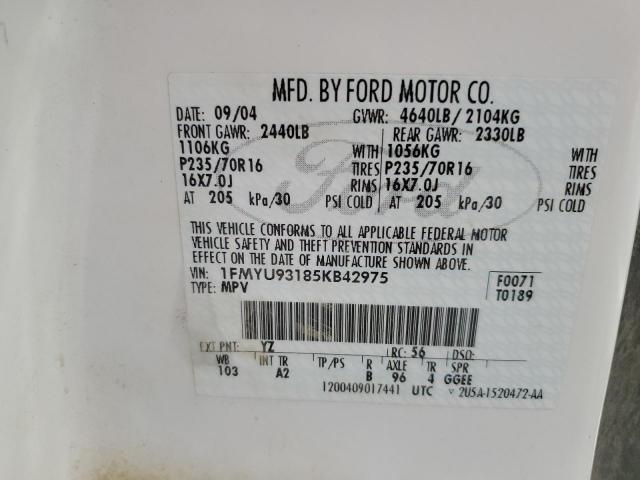 MFD. BY FORD MOTOR CO.
DATE: 09/04 GVWR: 4640LB/ 2104KG
FRONT GAWR: 2440LB REAR GAWR: 2330LB
1106KG WITH 1056KG WITH
P235/70R16 TIRES P235/70R16 TIRES
16X7.0J RIMS 16X7.0J RIMS
AT 205 kPa/30 PSI COLD AT 205 kPa/30 PSI COLD
THIS VEHICLE CONFORMS TO ALL APPLICABLE FEDERAL MOTOR
VEHICLE SAFETY AND THEFT PREVENTION STANDARDS IN
EFFECT ON THE DATE OF MANUFACTURE SHOWN ABOVE.
VIN: 1FMYU93185KB42975 F0071
TYPE: MPV T0189
EXT PNT: YZ RC: 56 DSO:
WB INT TR TP/PS R AXLE TR SPR
103 A2 B 96 4 GGEE
1200409017441 UTC v 2U5A-1520472-AA
Ford